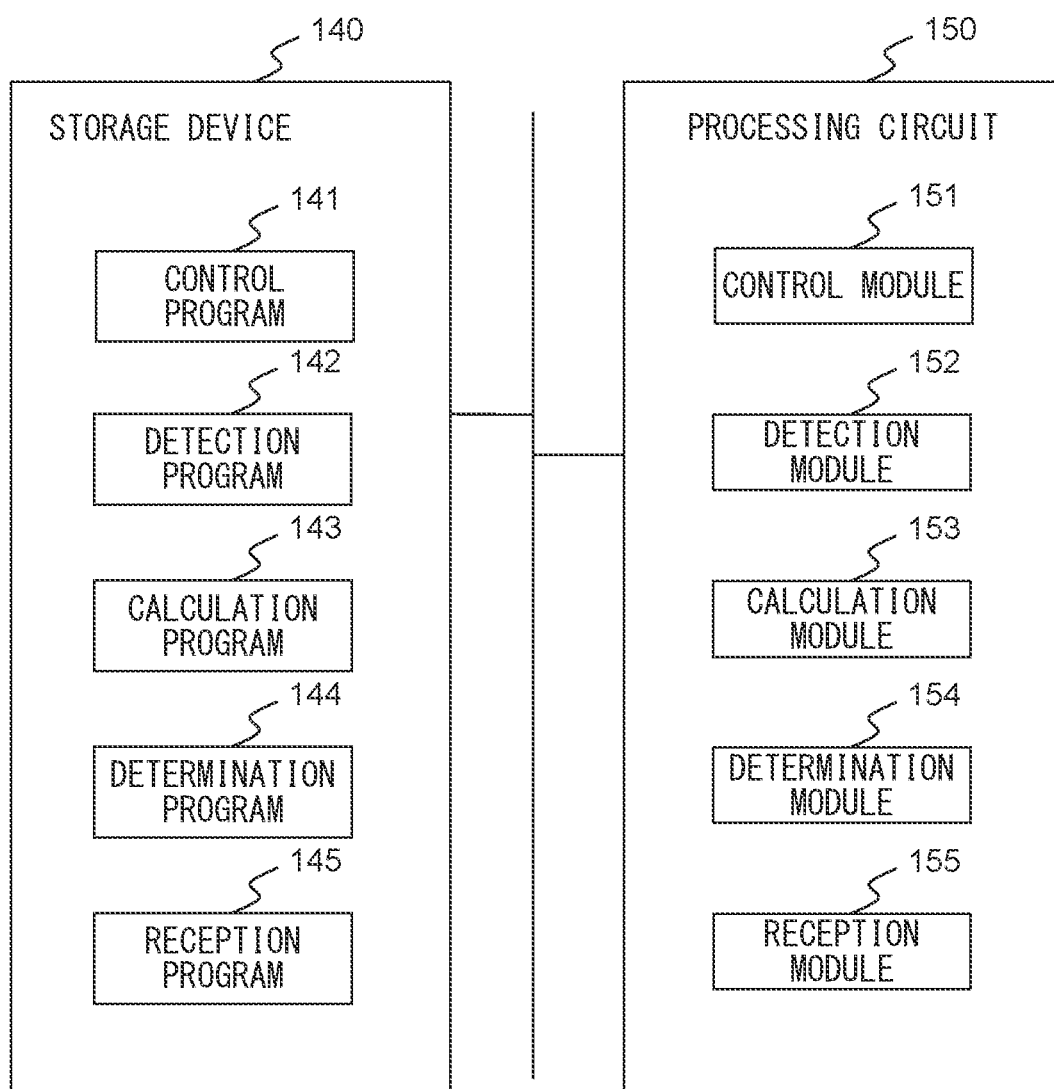 140
STORAGE DEVICE
141
CONTROL
PROGRAM
142
DETECTION
PROGRAM
143
CALCULATION
PROGRAM
144
DETERMINATION
PROGRAM
145
RECEPTION
PROGRAM
150
PROCESSING CIRCUIT
151
CONTROL MODULE
152
DETECTION
MODULE
153
CALCULATION
MODULE
154
DETERMINATION
MODULE
155
RECEPTION
MODULE